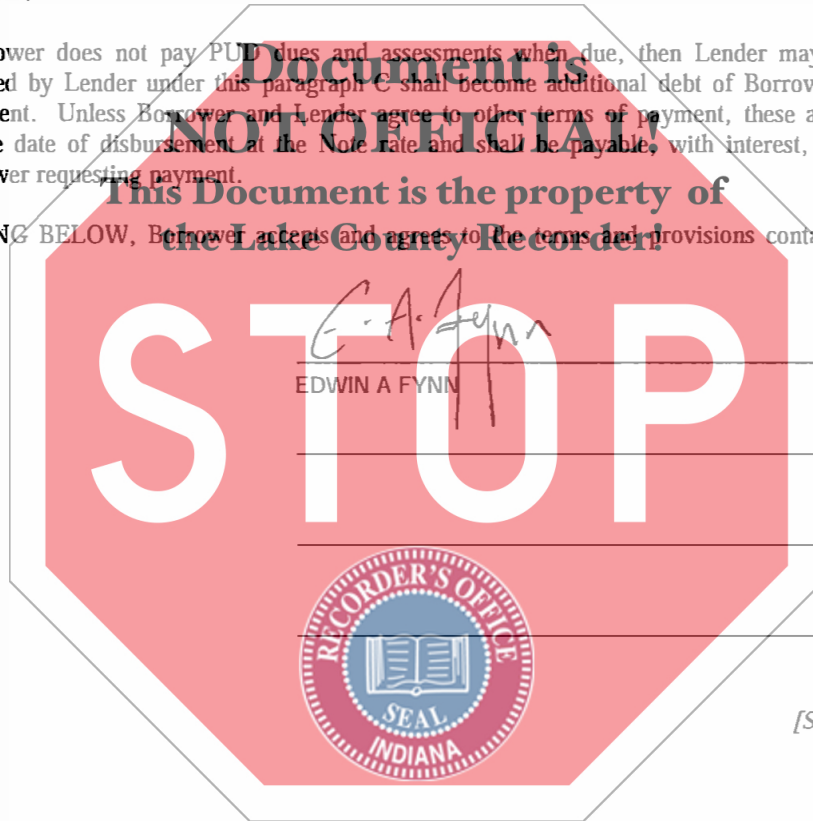 ower does not pay PUD dues and assessments when due, then Lender may
Document is
ed by Lender under this paragraph C shall become additional debt of Borrow
ent. Unless Borrower and Lender agree to other terms of payment, these a
NOT OFFICIAL!
e date of disbursement at the Note rate and shall be payable, with interest,
wer requesting payment.
This Document is the property of
NG BELOW, Borrower accepts and agrees to the terms and provisions conta
the Lake County Recorder!
E. A. Fynn
EDWIN A FYNN
STOP
RECORDER'S OFFICE
SEAL
INDIANA
[S